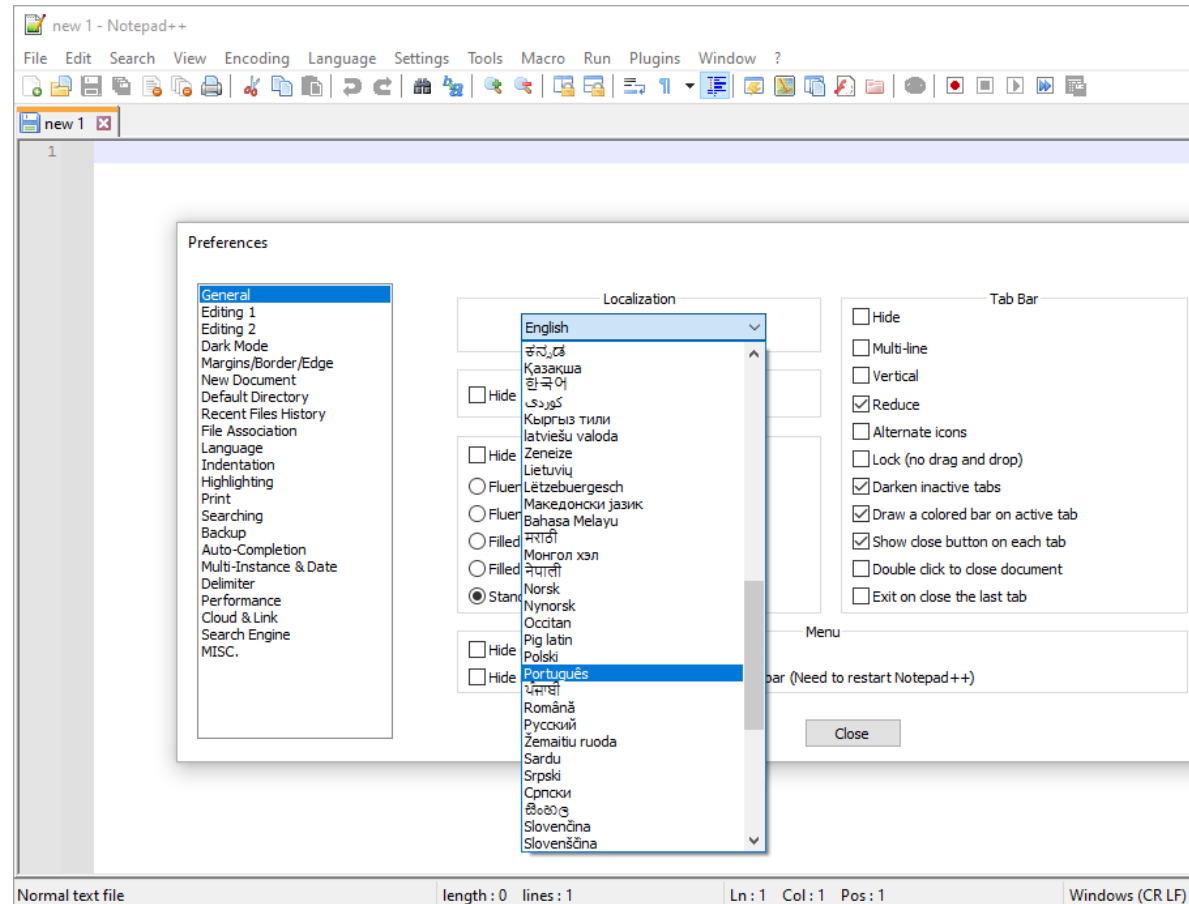 new 1 - Notepad++
File Edit Search View Encoding Language Settings Tools Macro Run Plugins Window ?
new 1
1
Preferences
General
Editing 1
Editing 2
Dark Mode
Margins/Border/Edge
New Document
Default Directory
Recent Files History
File Association
Language
Indentation
Highlighting
Print
Searching
Backup
Auto-Completion
Multi-Instance & Date
Delimiter
Performance
Cloud & Link
Search Engine
MISC.
Localization
English
ಕನ್ನಡ
Қазақша
한국어
کوردی
Кыргыз тили
latviešu valoda
Zeneize
Lietuvių
Lëtzebuergesch
Македонски јазик
Bahasa Melayu
मराठी
Монгол хэл
नेपाली
Norsk
Nynorsk
Occitan
Pig latin
Polski
Português
ਪੰਜਾਬੀ
Română
Русский
Žemaitiu ruoda
Sardu
Srpski
Српски
සිංහල
Slovenčina
Slovenščina
Hide
Hide
Filled
Filled
Hide
Hide
Tab Bar
Hide
Multi-line
Vertical
Reduce
Alternate icons
Lock (no drag and drop)
Darken inactive tabs
Draw a colored bar on active tab
Show close button on each tab
Double click to close document
Exit on close the last tab
Menu
bar (Need to restart Notepad++)
Close
Normal text file
length : 0 lines : 1
Ln : 1 Col : 1 Pos : 1
Windows (CR LF)